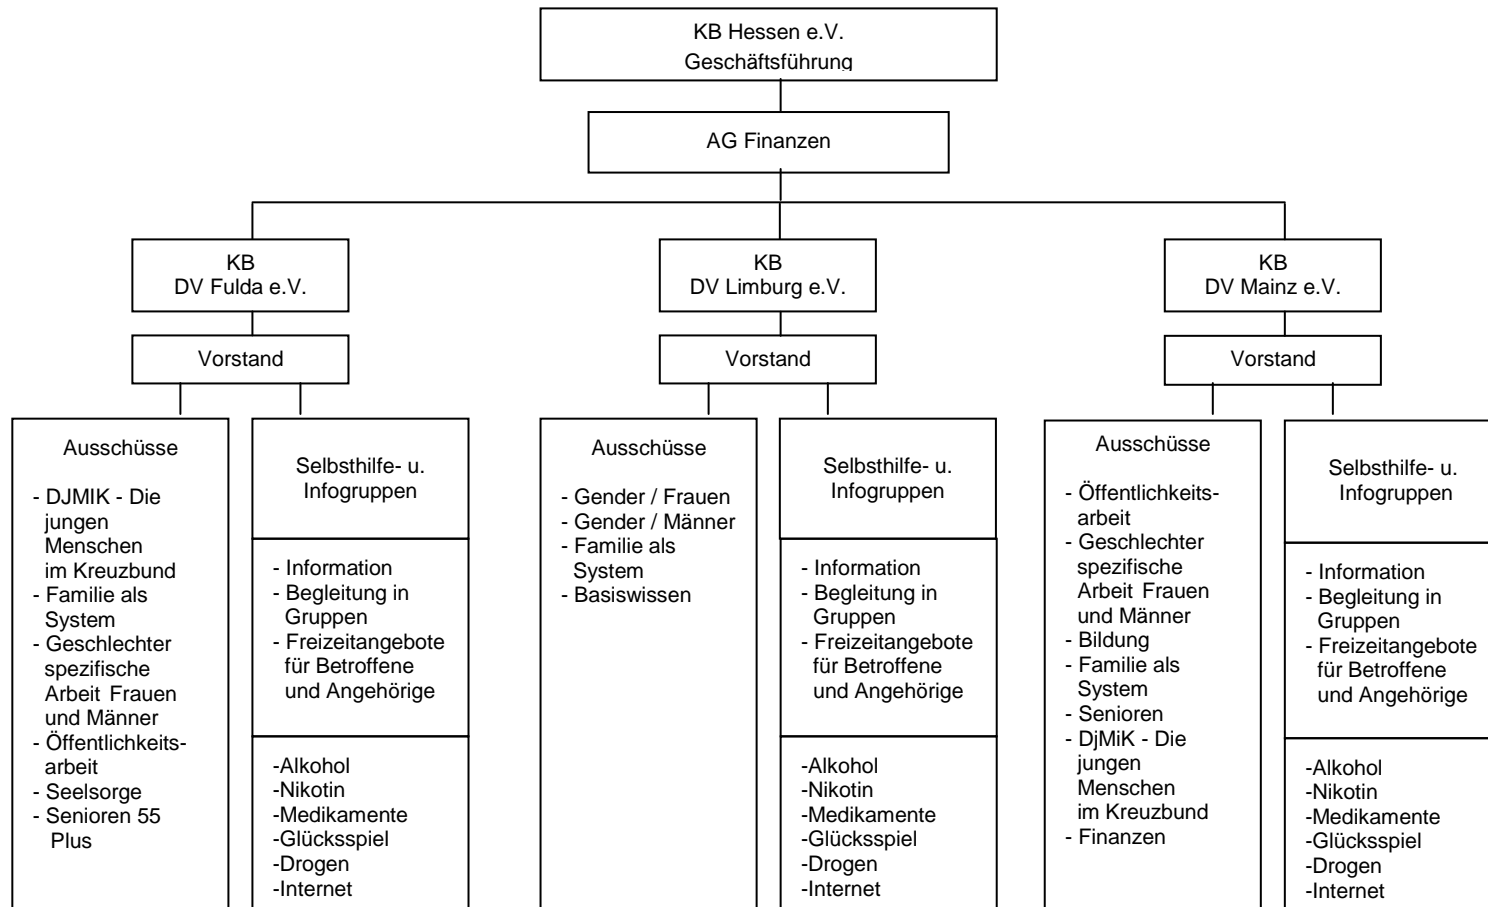 KB Hessen e.V.
Geschäftsführung
AG Finanzen
KB
DV Fulda e.V.
Vorstand
Ausschüsse
- DJMIK - Die
jungen
Menschen
im Kreuzbund
- Familie als
System
- Geschlechter
spezifische
Arbeit Frauen
und Männer
- Öffentlichkeits-
arbeit
- Seelsorge
- Senioren 55
Plus
Selbsthilfe- u.
Infogruppen
- Information
- Begleitung in
Gruppen
- Freizeitangebote
für Betroffene
und Angehörige
-Alkohol
-Nikotin
-Medikamente
-Glücksspiel
-Drogen
-Internet
KB
DV Limburg e.V.
Vorstand
Ausschüsse
- Gender / Frauen
- Gender / Männer
- Familie als
System
- Basiswissen
Selbsthilfe- u.
Infogruppen
- Information
- Begleitung in
Gruppen
- Freizeitangebote
für Betroffene
und Angehörige
-Alkohol
-Nikotin
-Medikamente
-Glücksspiel
-Drogen
-Internet
KB
DV Mainz e.V.
Vorstand
Ausschüsse
- Öffentlichkeits-
arbeit
- Geschlechter
spezifische
Arbeit Frauen
und Männer
- Bildung
- Familie als
System
- Senioren
- DjMiK - Die
jungen
Menschen
im Kreuzbund
- Finanzen
Selbsthilfe- u.
Infogruppen
- Information
- Begleitung in
Gruppen
- Freizeitangebote
für Betroffene
und Angehörige
-Alkohol
-Nikotin
-Medikamente
-Glücksspiel
-Drogen
-Internet